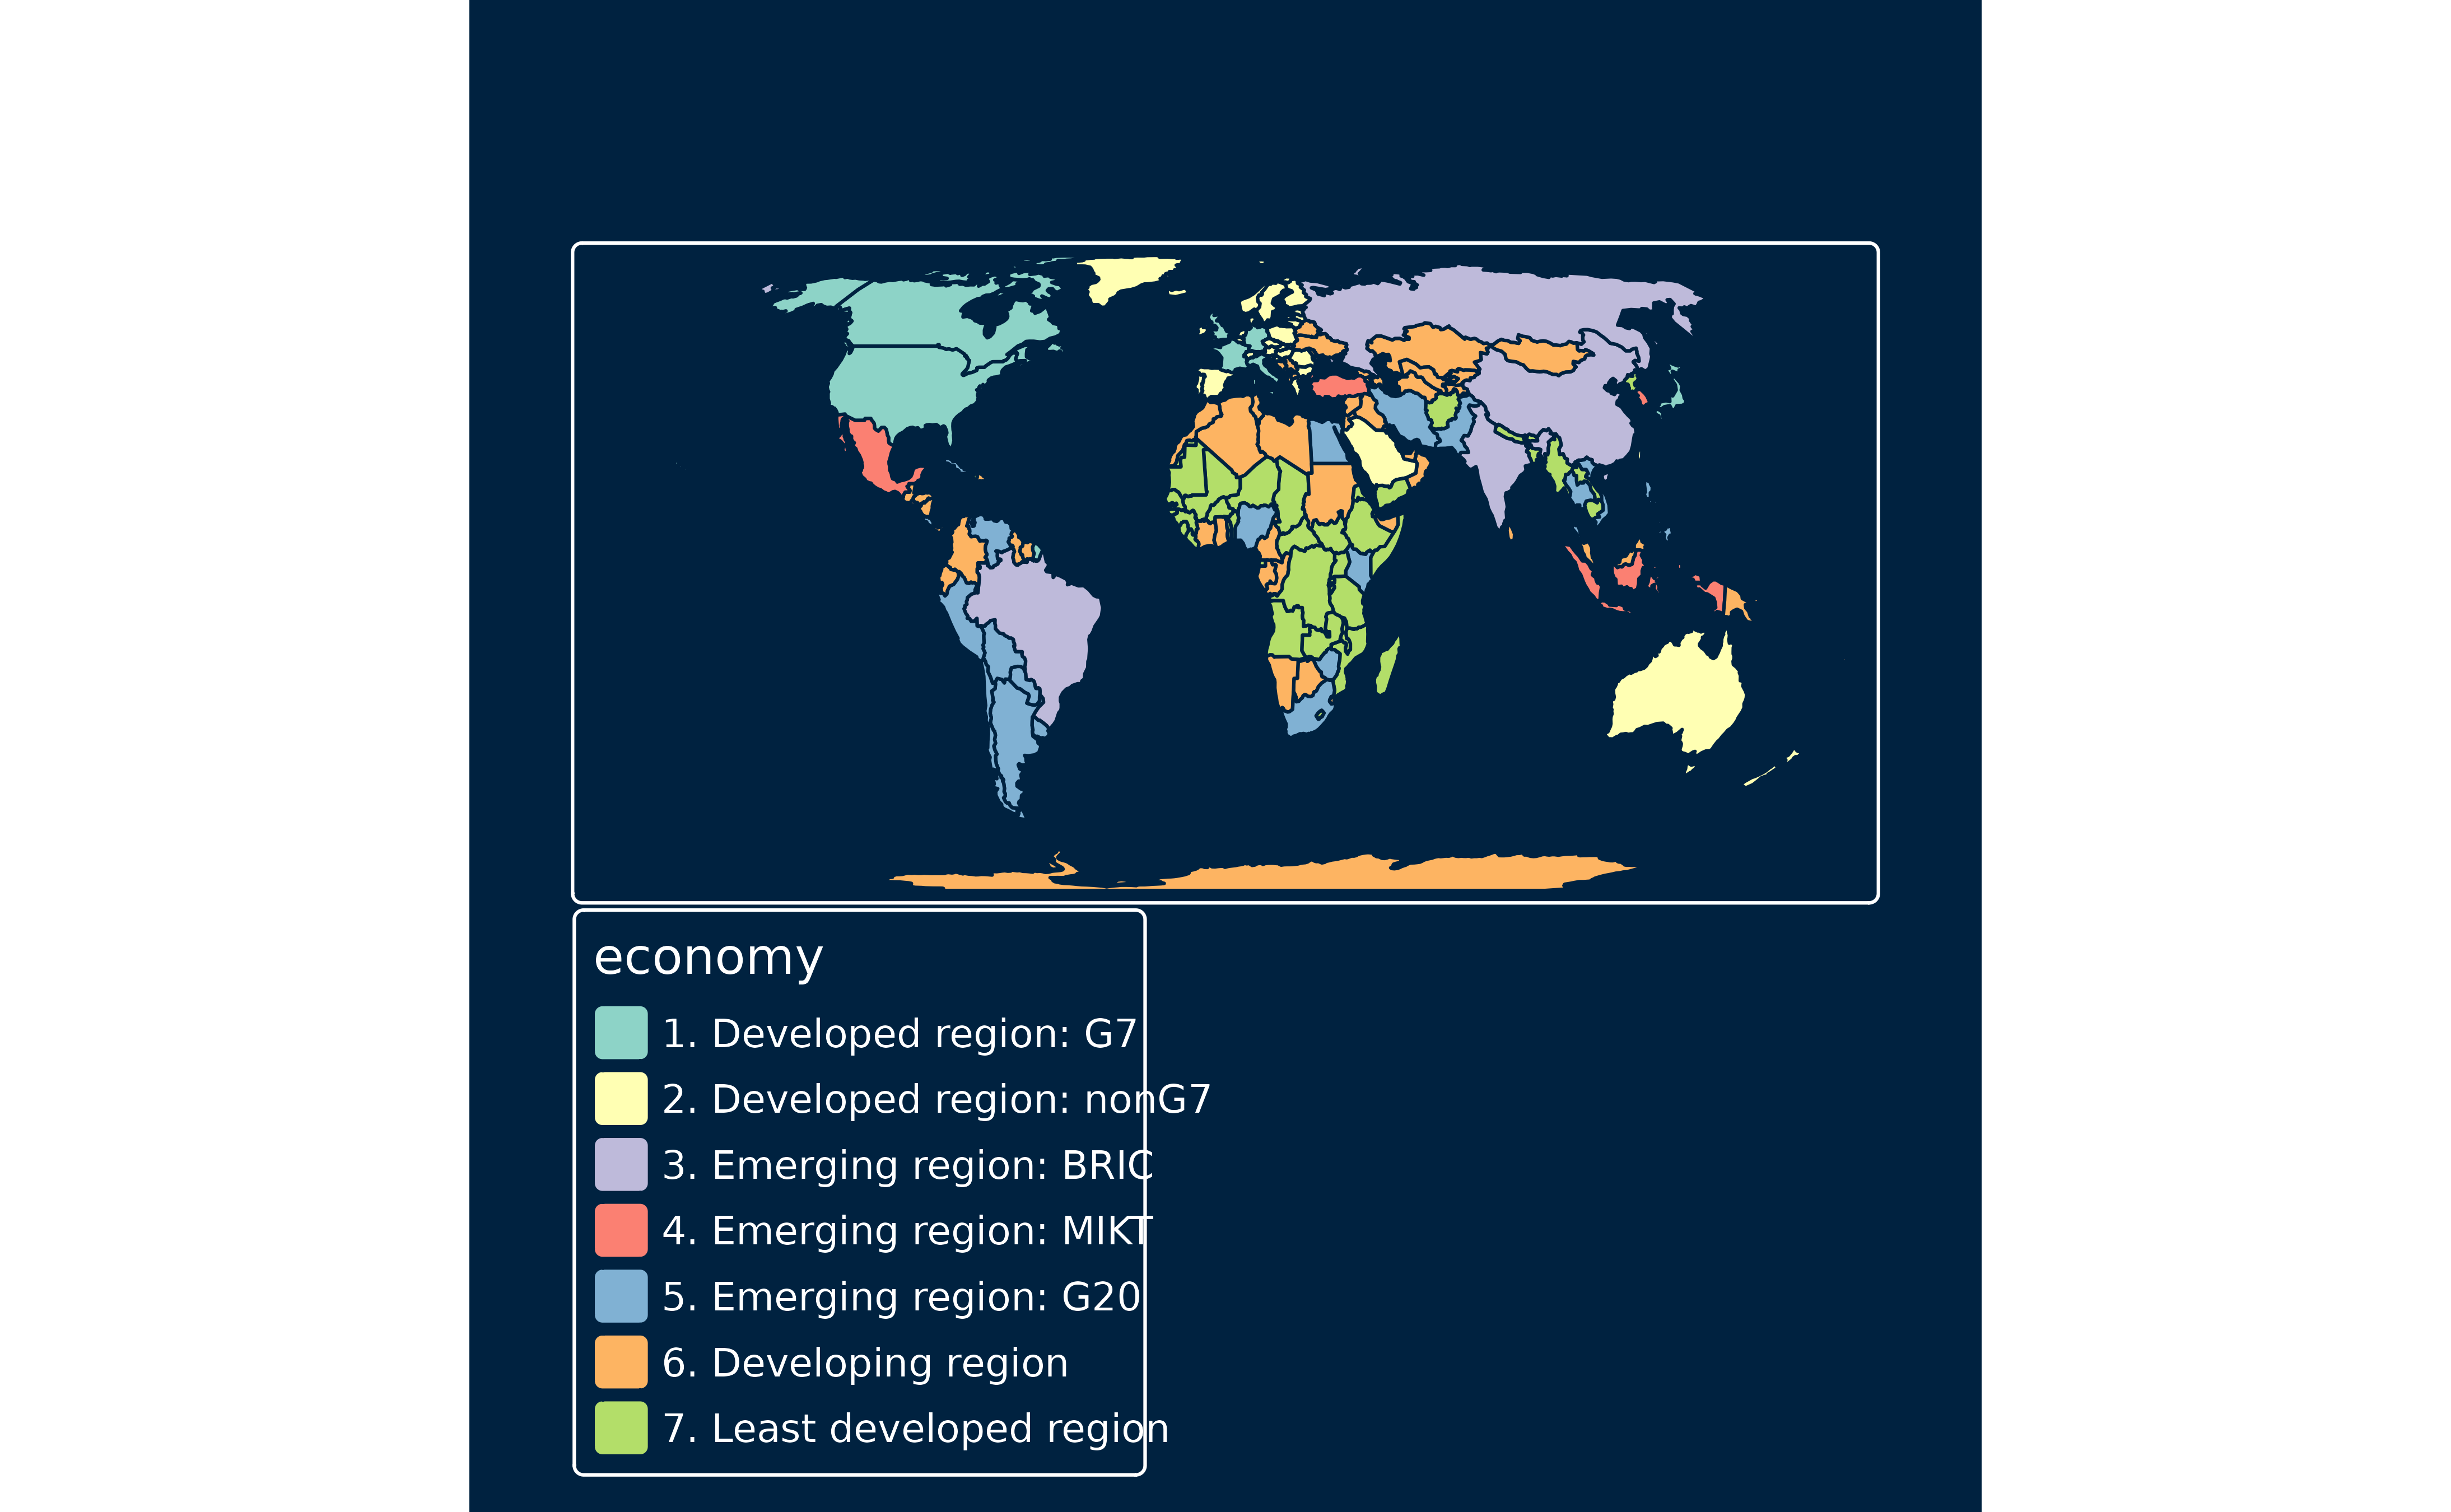 economy
1. Developed region: G7
2. Developed region: nonG7
3. Emerging region: BRIC
4. Emerging region: MIKT
5. Emerging region: G20
6. Developing region
7. Least developed region